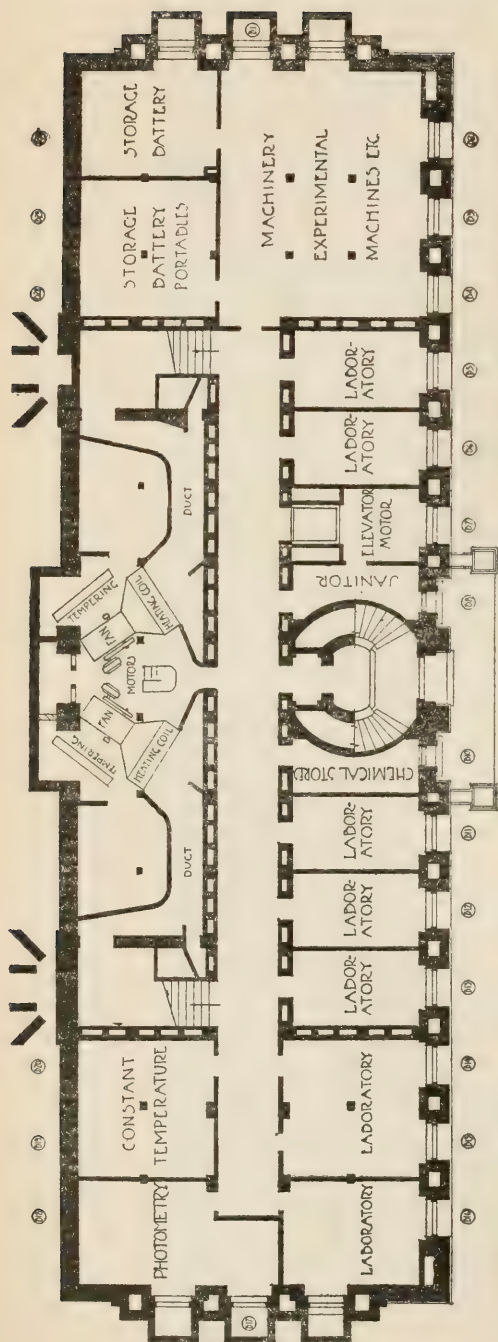 PHOTOMETRY
CONSTANT
TEMPERATURE
DUCT
TEMPERING
FAN
HEATING COIL
MOTORS
TEMPERING
FAN
HEATING COIL
DUCT
STORAGE
BATTERY
PORTABLES
STORAGE
BATTERY
LABORATORY
LABORATORY
LABOR-
ATORY
LABOR-
ATORY
LABOR-
ATORY
CHEMICAL STORES
JANITOR
ELEVATOR
MOTOR
LABOR-
ATORY
LABOR-
ATORY
MACHINERY
EXPERIMENTAL
MACHINES ETC.